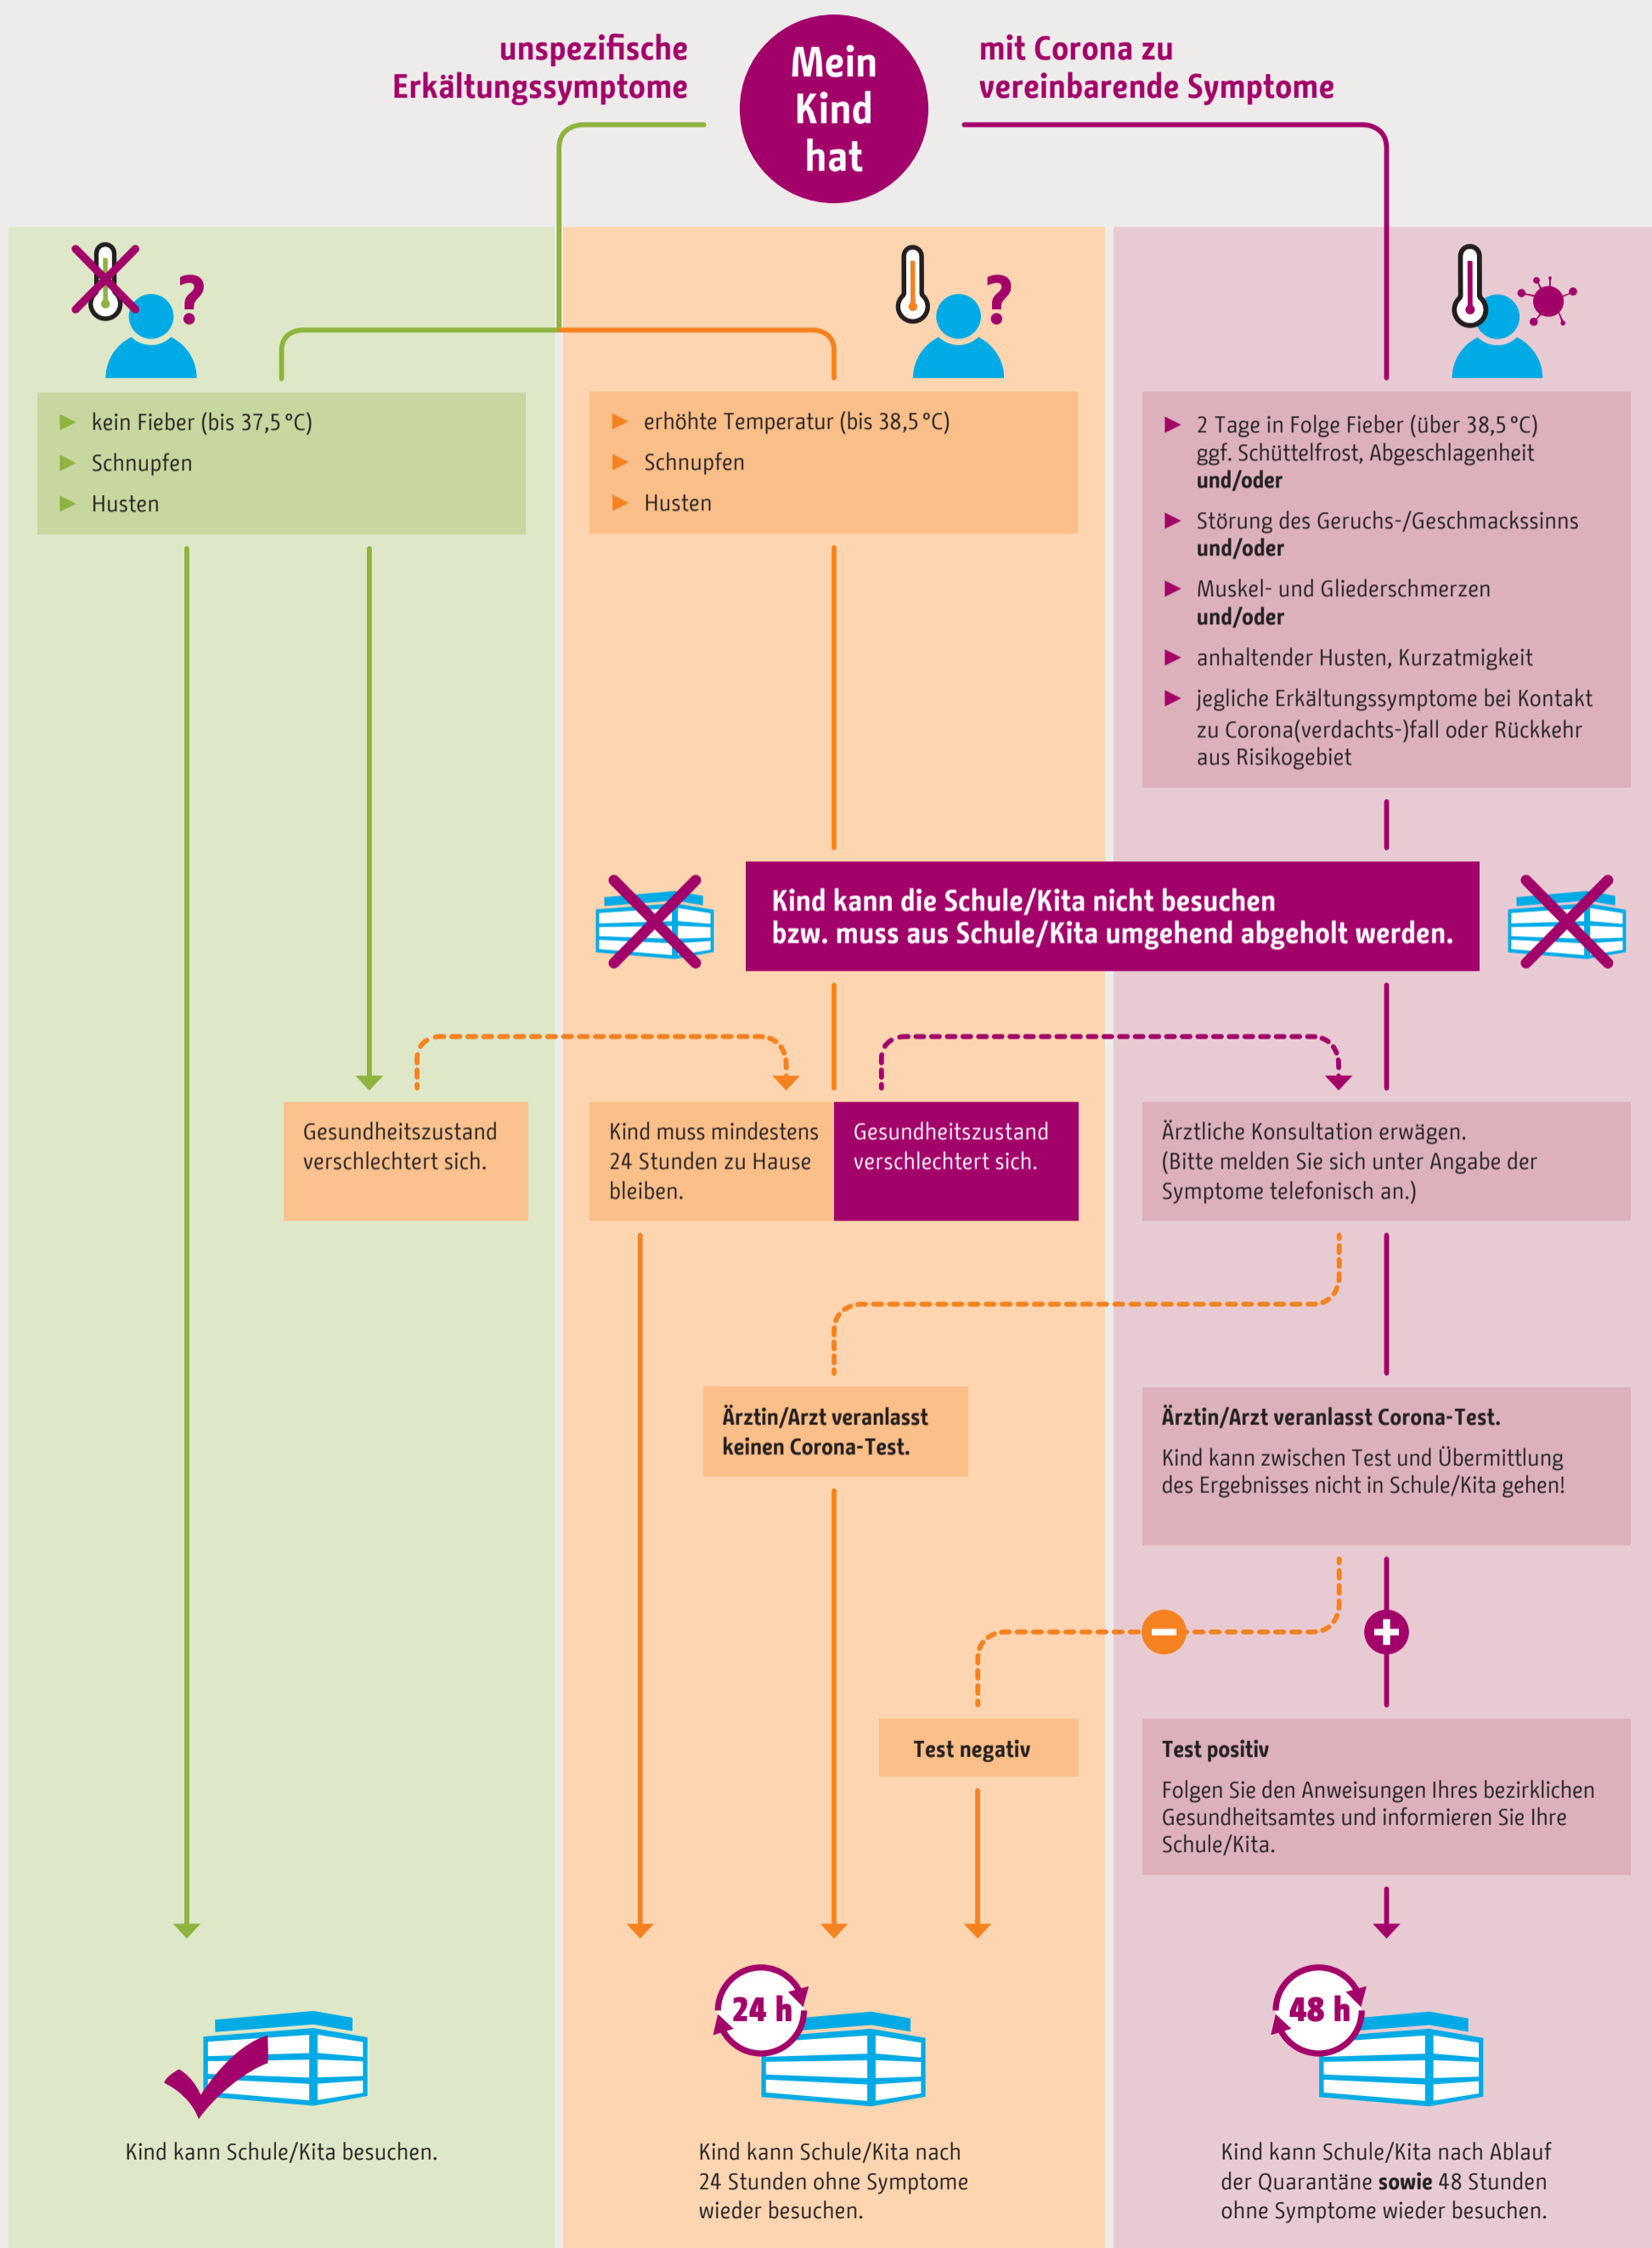 unspezifische
Erkältungssymptome
Mein
Kind
hat
mit Corona zu
vereinbarende Symptome
?
?
kein Fieber (bis 37,5 °C)
Schnupfen
Husten
erhöhte Temperatur (bis 38,5 °C)
Schnupfen
Husten
2 Tage in Folge Fieber (über 38,5 °C)
ggf. Schüttelfrost, Abgeschlagenheit
und/oder
Störung des Geruchs-/Geschmackssinns
und/oder
Muskel- und Gliederschmerzen
und/oder
anhaltender Husten, Kurzatmigkeit
jegliche Erkältungssymptome bei Kontakt
zu Corona(verdachts-)fall oder Rückkehr
aus Risikogebiet
Kind kann die Schule/Kita nicht besuchen
bzw. muss aus Schule/Kita umgehend abgeholt werden.
Gesundheitszustand
verschlechtert sich.
Kind muss mindestens
24 Stunden zu Hause
bleiben.
Gesundheitszustand
verschlechtert sich.
Ärztliche Konsultation erwägen.
(Bitte melden Sie sich unter Angabe der
Symptome telefonisch an.)
Ärztin/Arzt veranlasst
keinen Corona-Test.
Ärztin/Arzt veranlasst Corona-Test.
Kind kann zwischen Test und Übermittlung
des Ergebnisses nicht in Schule/Kita gehen!
Test negativ
Test positiv
Folgen Sie den Anweisungen Ihres bezirklichen
Gesundheitsamtes und informieren Sie Ihre
Schule/Kita.
Kind kann Schule/Kita besuchen.
24 h
Kind kann Schule/Kita nach
24 Stunden ohne Symptome
wieder besuchen.
48 h
Kind kann Schule/Kita nach Ablauf
der Quarantäne sowie 48 Stunden
ohne Symptome wieder besuchen.